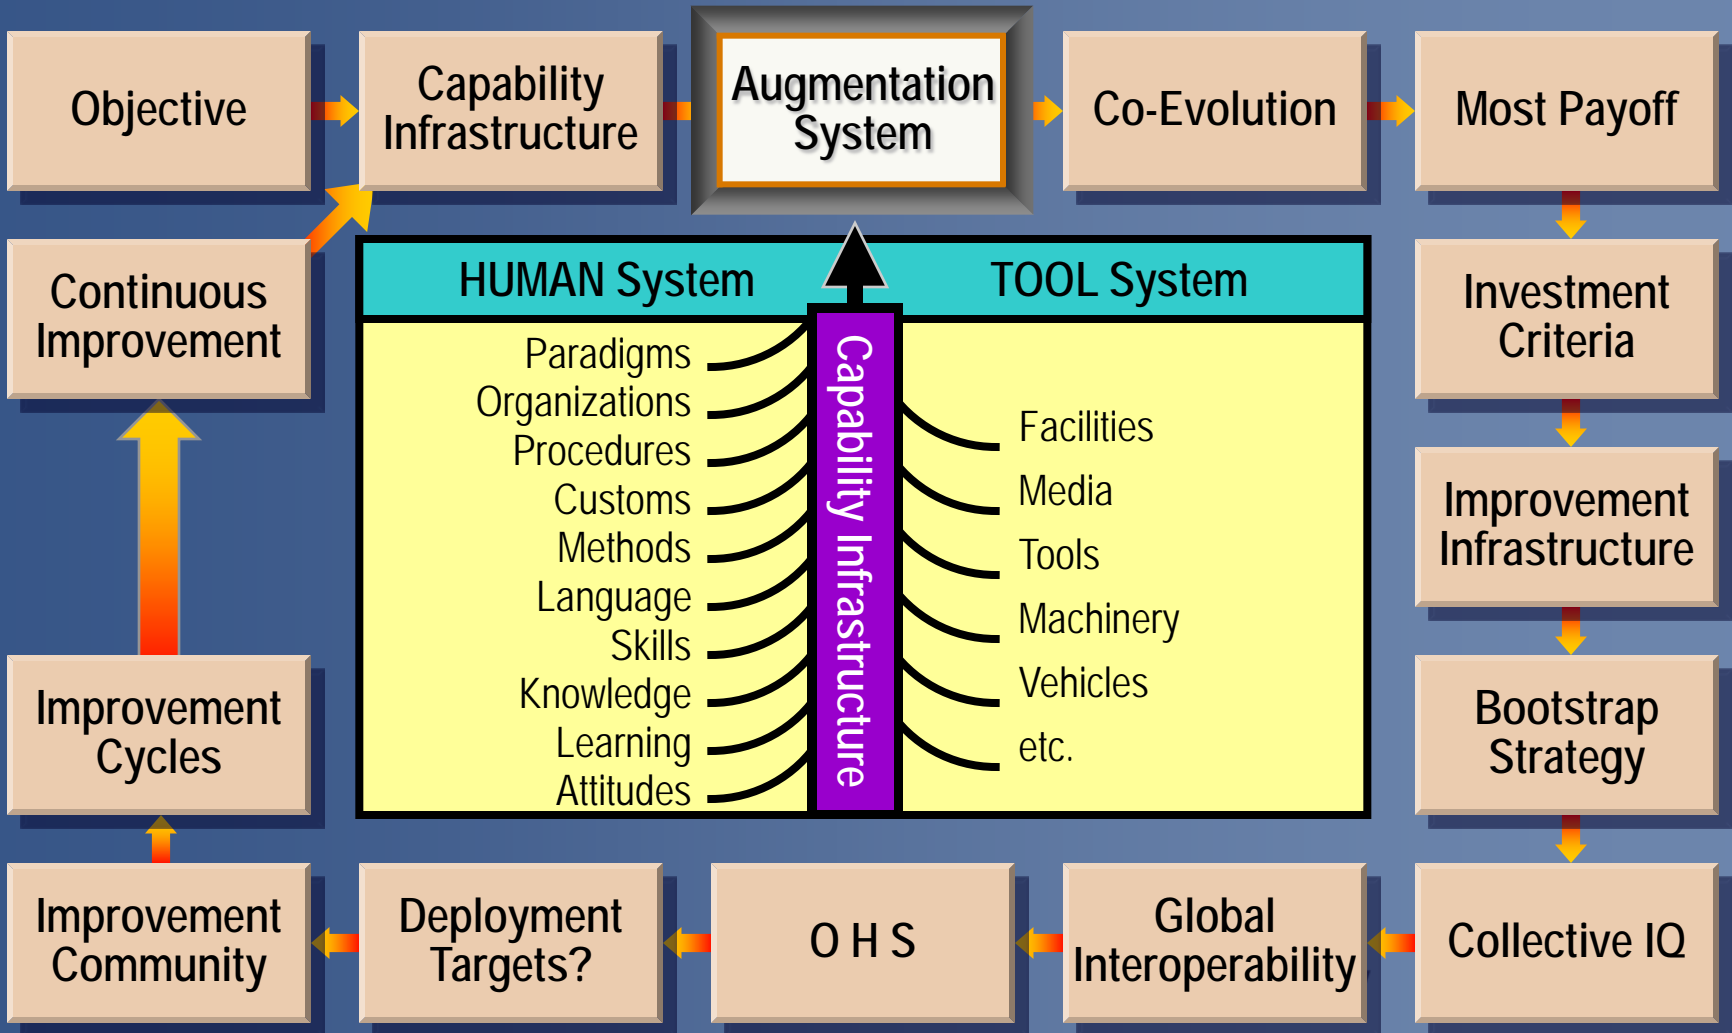 Objective
Capability
Infrastructure
Augmentation
System
Co-Evolution
Most Payoff
Continuous
Improvement
HUMAN System
TOOL System
Investment
Criteria
Paradigms
Organizations
Procedures
Customs
Methods
Language
Skills
Knowledge
Learning
Attitudes
Capability Infrastructure
Facilities
Media
Tools
Machinery
Vehicles
etc.
Improvement
Infrastructure
Improvement
Cycles
Bootstrap
Strategy
Improvement
Community
Deployment
Targets?
O H S
Global
Interoperability
Collective IQ